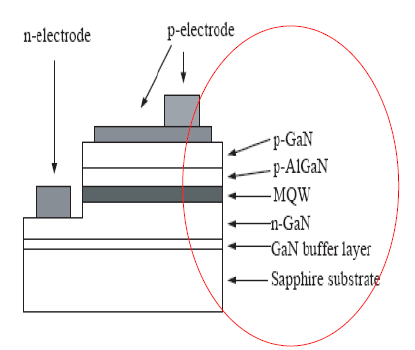 n-electrode
p-electrode
p-GaN
p-AlGaN
MQW
n-GaN
GaN buffer layer
Sapphire substrate